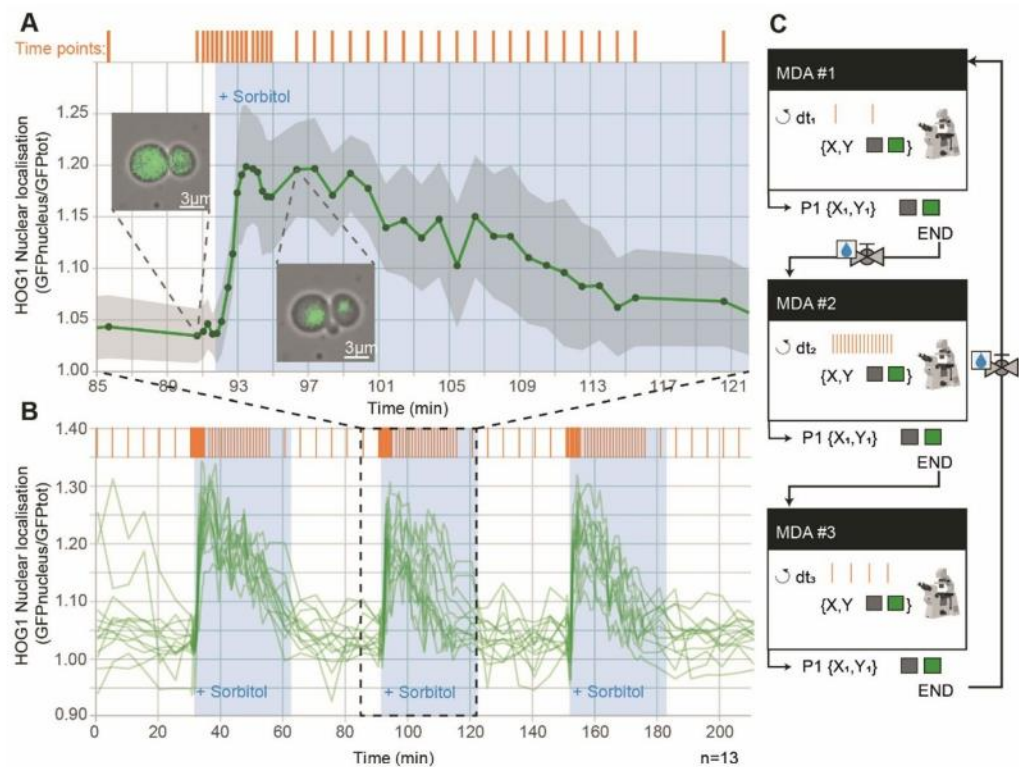 A
Time points:
+ Sorbitol
1.25
1.20
1.15
1.10
1.05
1.00
HOG1 Nuclear localisation
(GFPnucleus/GFPtot)
3µm
3µm
85 89 93 97 101 105 109 113 117 121
Time (min)
B
1.40
1.30
1.20
1.10
1.00
0.90
HOG1 Nuclear localisation
(GFPnucleus/GFPtot)
+ Sorbitol + Sorbitol + Sorbitol
0 20 40 60 80 100 120 140 160 180 200
Time (min)
n=13
C
MDA #1
dt₁
{X,Y }
P1 {X₁,Y₁}
END
MDA #2
dt₂
{X,Y }
P1 {X₁,Y₁}
END
MDA #3
dt₃
{X,Y }
P1 {X₁,Y₁}
END